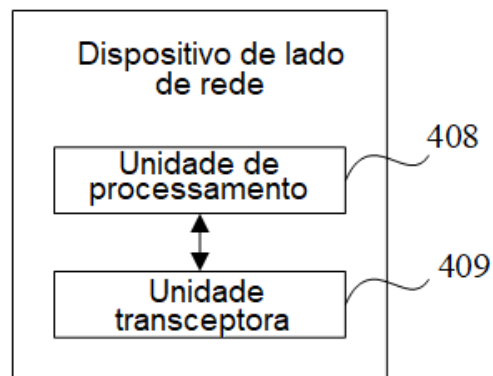 Dispositivo de lado
de rede
Unidade de
processamento
408
Unidade
transceptora
409